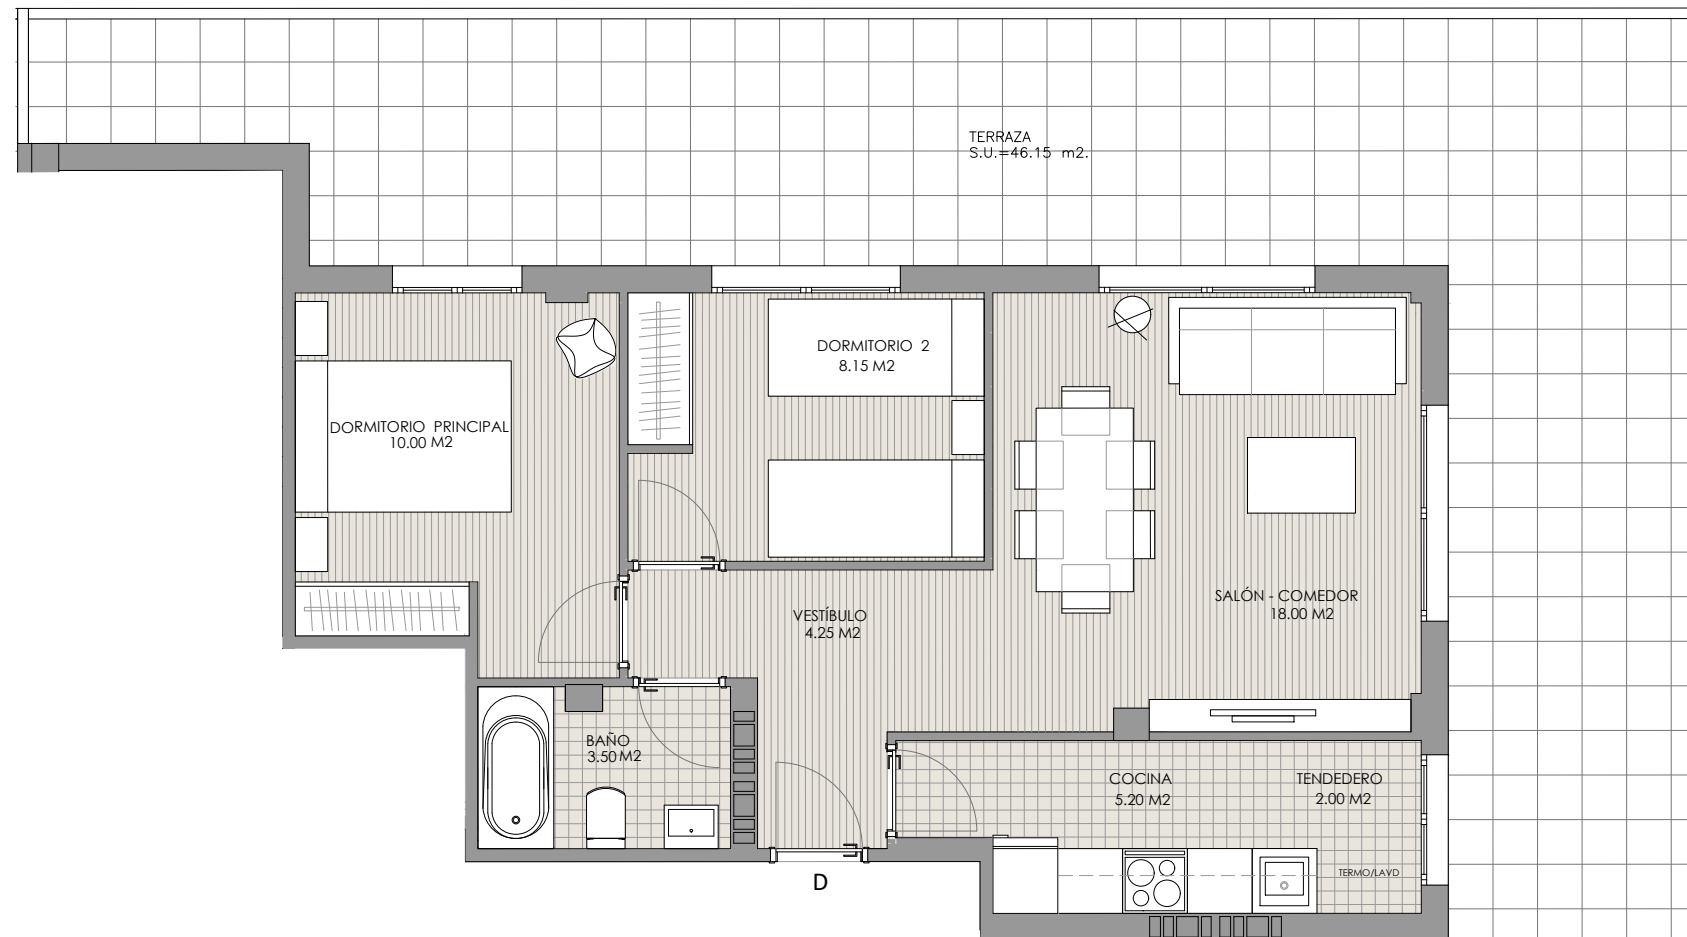 TERRAZA
S.U.=46.15 m2.
DORMITORIO 2
8.15 M2
DORMITORIO PRINCIPAL
10.00 M2
VESTÍBULO
4.25 M2
SALÓN - COMEDOR
18.00 M2
BAÑO
3.50 M2
COCINA
5.20 M2
TENDEDERO
2.00 M2
TERMO/LAVD
D